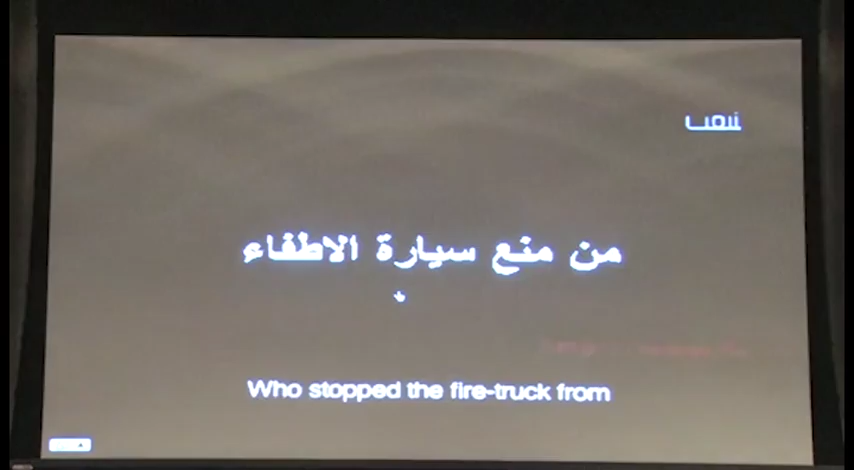 من منع سيارة الاطفاء
Who stopped the fire-truck from